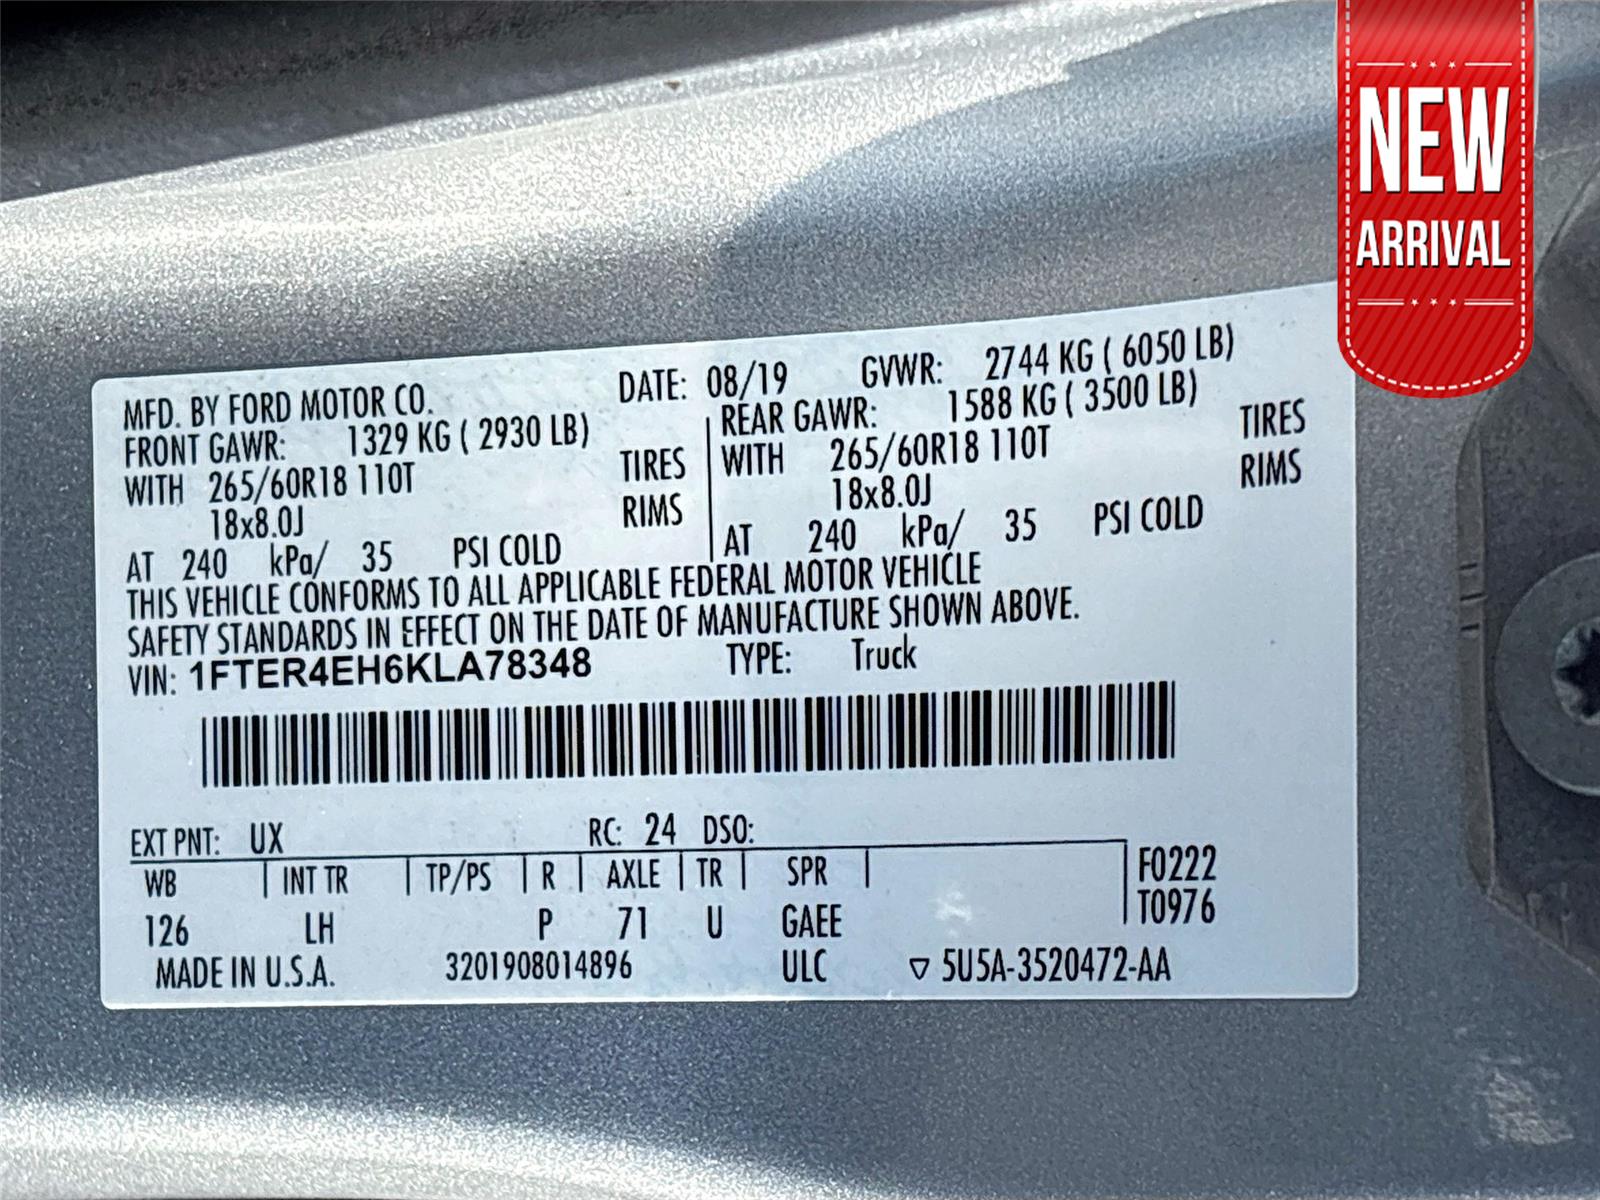 NEW
ARRIVAL
MFD. BY FORD MOTOR CO. DATE: 08/19 GVWR: 2744 KG ( 6050 LB)
FRONT GAWR: 1329 KG ( 2930 LB) REAR GAWR: 1588 KG ( 3500 LB)
WITH 265/60R18 110T TIRES WITH 265/60R18 110T TIRES
18x8.0J RIMS 18x8.0J RIMS
AT 240 kPa/ 35 PSI COLD AT 240 kPa/ 35 PSI COLD
THIS VEHICLE CONFORMS TO ALL APPLICABLE FEDERAL MOTOR VEHICLE
SAFETY STANDARDS IN EFFECT ON THE DATE OF MANUFACTURE SHOWN ABOVE.
VIN: 1FTER4EH6KLA78348 TYPE: Truck
EXT PNT: UX RC: 24 DSO:
WB INT TR TP/PS R AXLE TR SPR F0222
126 LH P 71 U GAEE T0976
MADE IN U.S.A. 3201908014896 ULC ▽ 5U5A-3520472-AA